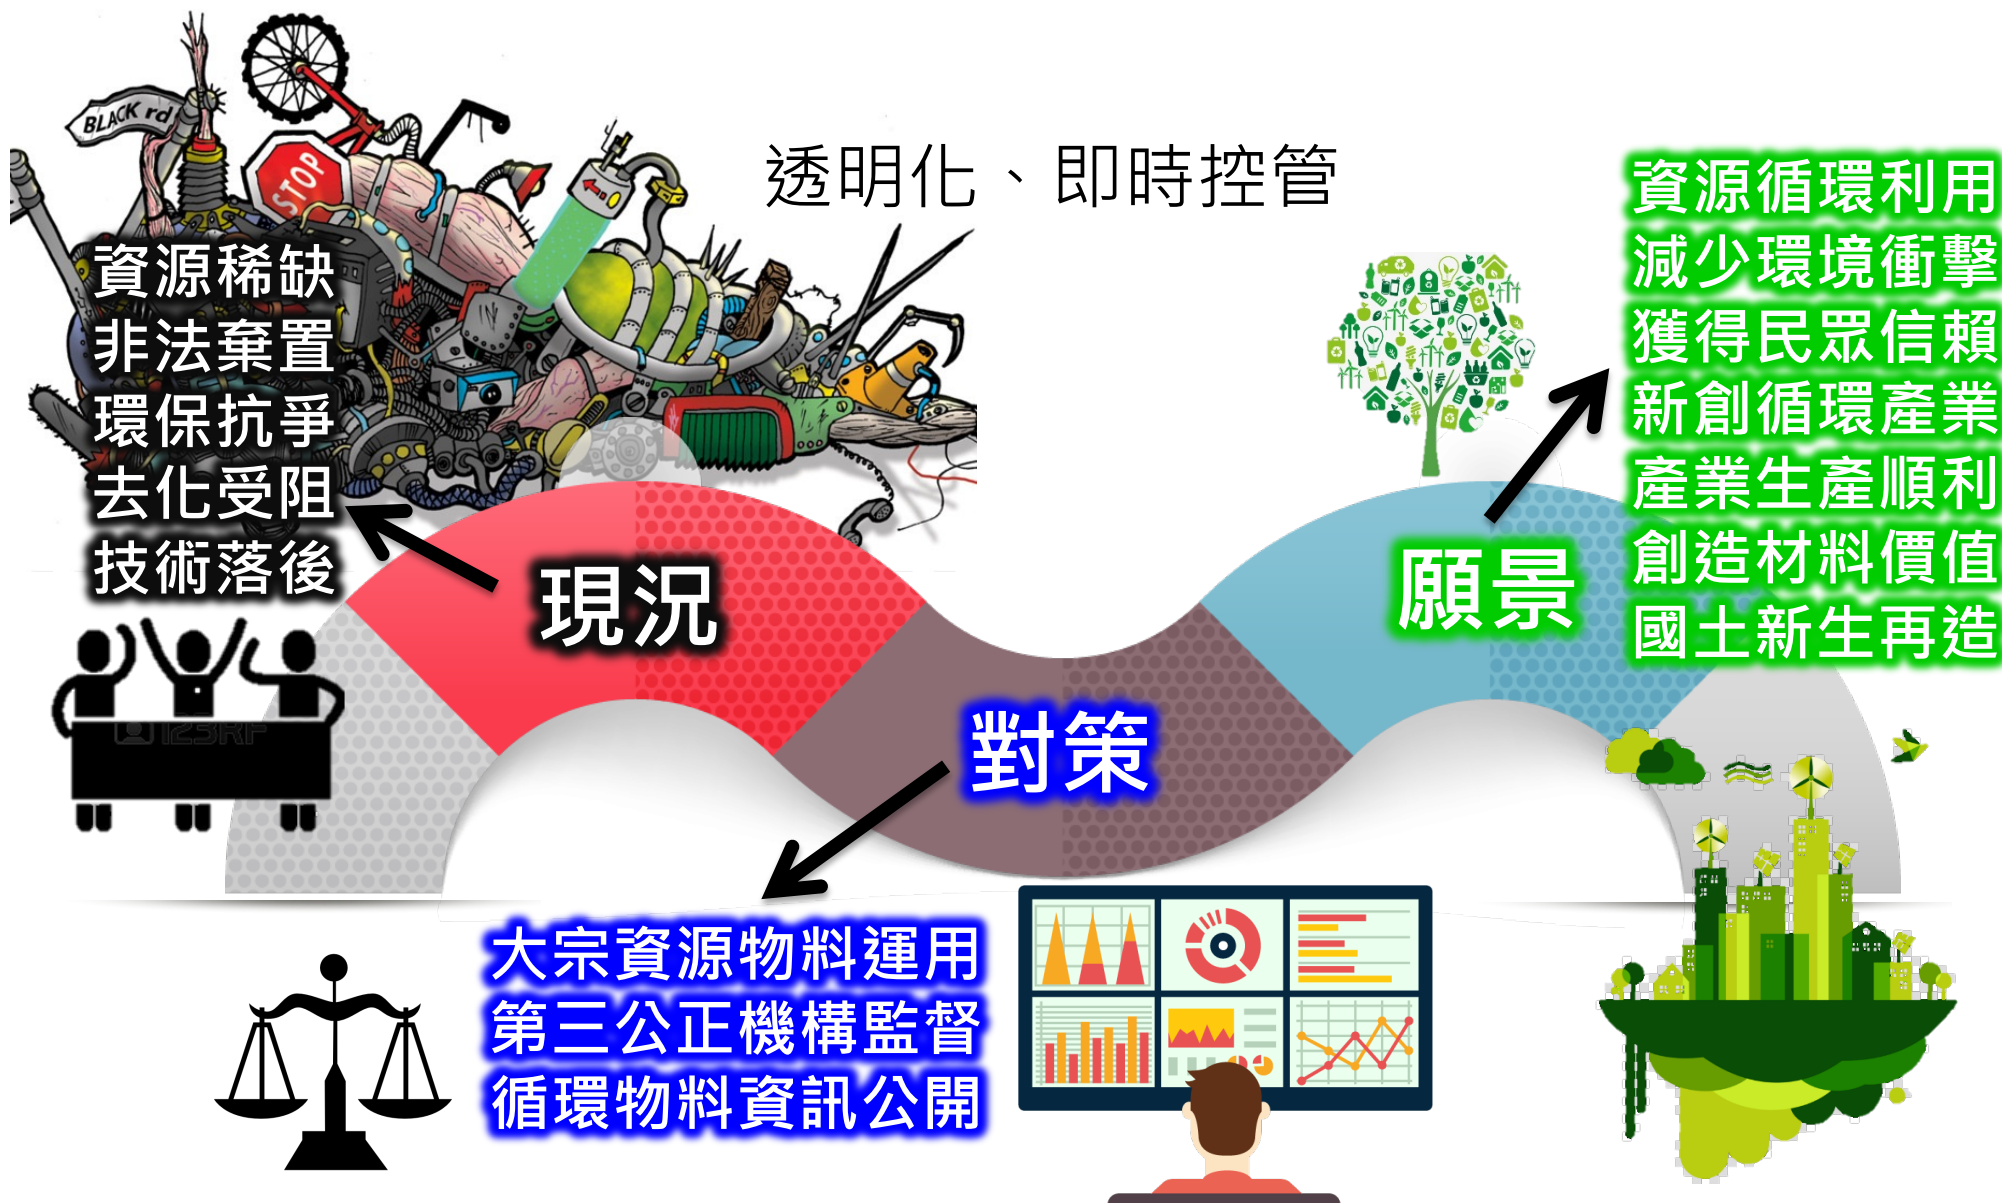 BLACK rd
STOP
透明化、即時控管
資源稀缺
非法棄置
環保抗爭
去化受阻
技術落後
現況
123RF
對策
大宗資源物料運用
第三公正機構監督
循環物料資訊公開
願景
資源循環利用
減少環境衝擊
獲得民眾信賴
新創循環產業
產業生產順利
創造材料價值
國土新生再造